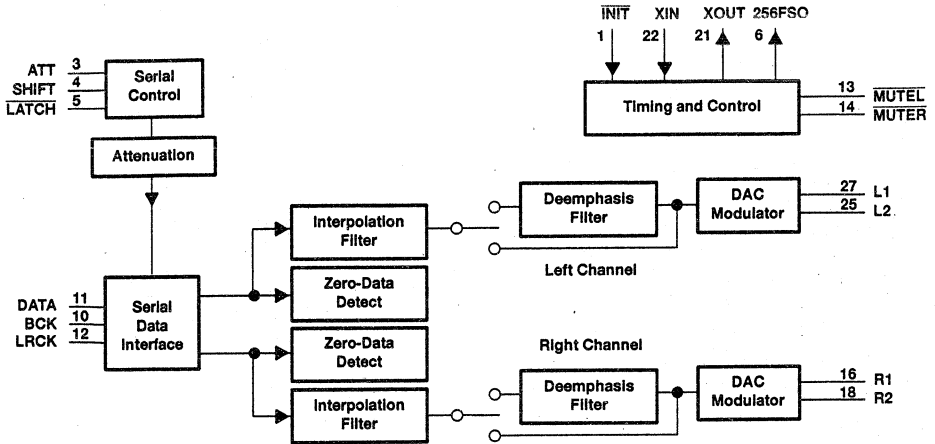 INIT XIN XOUT 256FSO
1 22 21 6
ATT 3
SHIFT 4
LATCH 5
Serial
Control
Timing and Control
13 MUTEL
14 MUTER
Attenuation
Interpolation
Filter
Deemphasis
Filter
DAC
Modulator
27 L1
25 L2
Left Channel
Zero-Data
Detect
DATA 11
BCK 10
LRCK 12
Serial
Data
Interface
Zero-Data
Detect
Right Channel
Interpolation
Filter
Deemphasis
Filter
DAC
Modulator
16 R1
18 R2